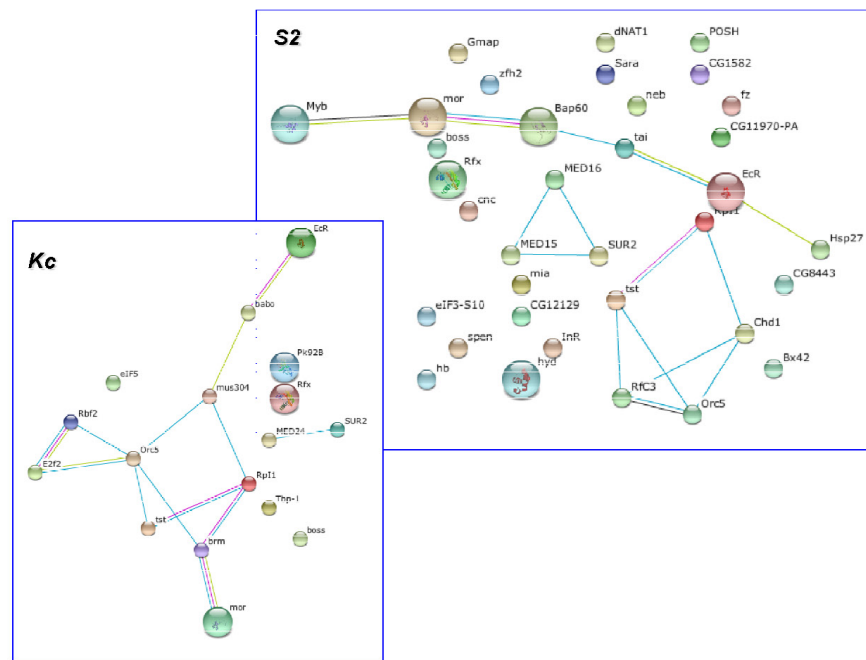 S2
dNAT1
POSH
Gmap
Sara
CG1582
zfh2
mor
neb
fz
Myb
Bap60
CG11970-PA
boss
tai
Rfx
MED16
EcR
cnc
RpI1
MED15
SUR2
Hsp27
mia
CG8443
tst
eIF3-S10
CG12129
Chd1
spen
InR
Bx42
hb
hyd
RfC3
Orc5
Kc
EcR
babo
Pk92B
eIF5
Rfx
mus304
Rbf2
SUR2
MED24
Orc5
E2f2
RpI1
Thp-1
tst
boss
brm
mor